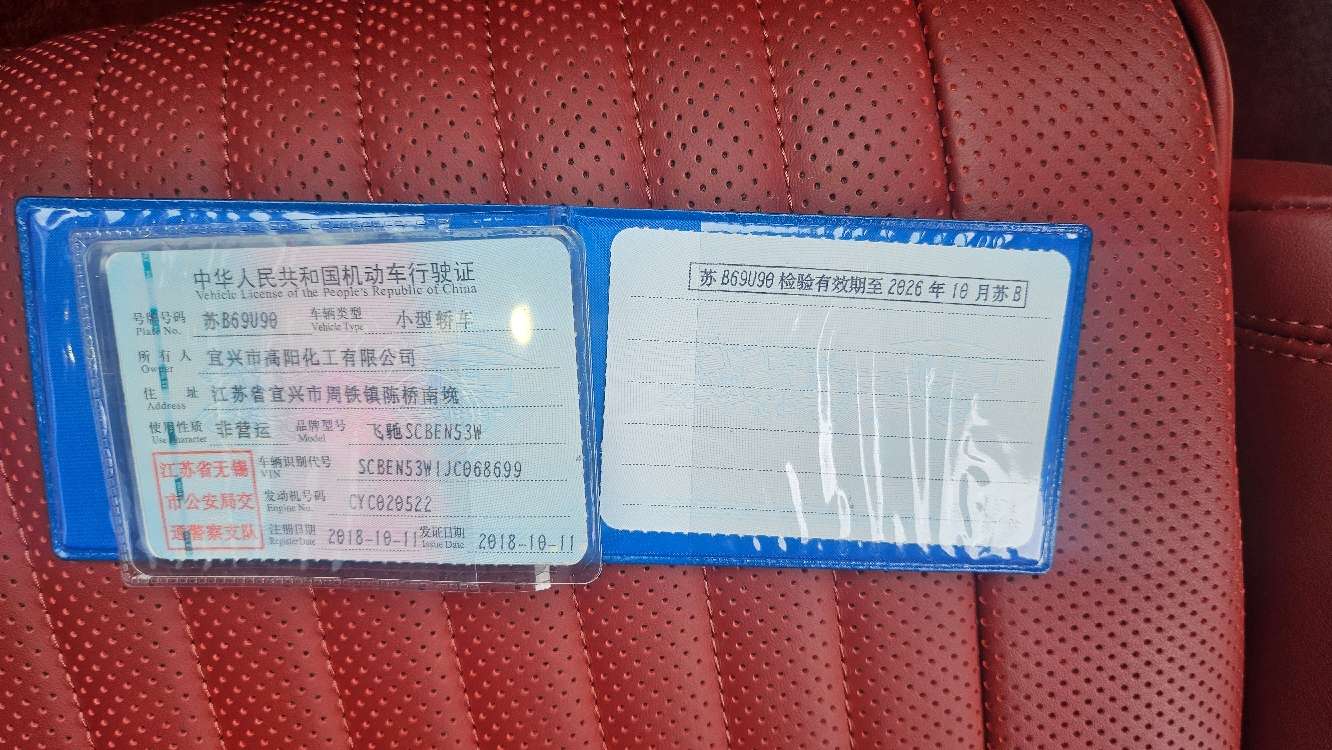 中华人民共和国机动车行驶证
Vehicle License of the People's Republic of China
号牌号码 苏B69U90 车辆类型 小型轿车
Plate No. Vehicle Type
所有人 宜兴市高阳化工有限公司
Owner
住址 江苏省宜兴市周铁镇陈桥南堍
Address
使用性质 非营运 品牌型号 飞驰SCBEN53W
Use Character Model
江苏省无锡 车辆识别代号 SCBEN53W1JC068699
VIN
市公安局交 发动机号码 CYC020522
Engine No.
通警察支队 注册日期 2018-10-11 发证日期 2018-10-11
Register Date Issue Date
苏B69U90检验有效期至2026年10月苏B